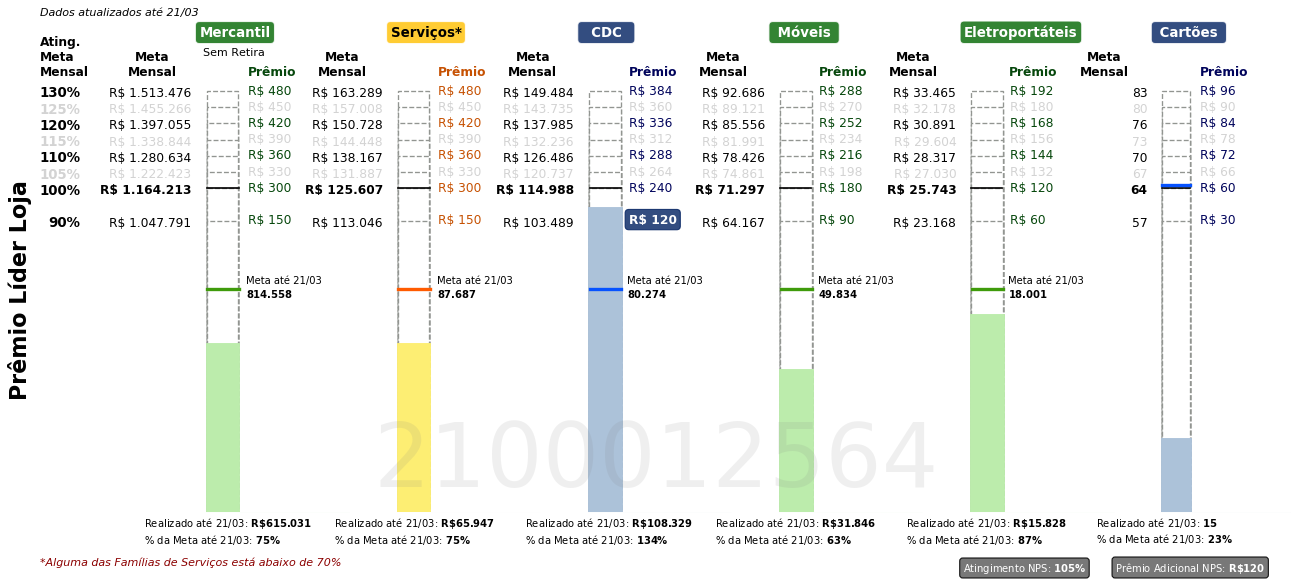 Dados atualizados até 21/03
Mercantil Serviços* CDC Móveis Eletroportáteis Cartões
Sem Retira
Ating. Meta Mensal Meta Mensal Prêmio Meta Mensal Prêmio Meta Mensal Prêmio Meta Mensal Prêmio Meta Mensal Prêmio Meta Mensal Prêmio
130% R$ 1.513.476 R$ 480 R$ 163.289 R$ 480 R$ 149.484 R$ 384 R$ 92.686 R$ 288 R$ 33.465 R$ 192 83 R$ 96
125% R$ 1.455.266 R$ 450 R$ 157.008 R$ 450 R$ 143.735 R$ 360 R$ 89.121 R$ 270 R$ 32.178 R$ 180 80 R$ 90
120% R$ 1.397.055 R$ 420 R$ 150.728 R$ 420 R$ 137.985 R$ 336 R$ 85.556 R$ 252 R$ 30.891 R$ 168 76 R$ 84
115% R$ 1.338.844 R$ 390 R$ 144.448 R$ 390 R$ 132.236 R$ 312 R$ 81.991 R$ 234 R$ 29.604 R$ 156 73 R$ 78
110% R$ 1.280.634 R$ 360 R$ 138.167 R$ 360 R$ 126.486 R$ 288 R$ 78.426 R$ 216 R$ 28.317 R$ 144 70 R$ 72
105% R$ 1.222.423 R$ 330 R$ 131.887 R$ 330 R$ 120.737 R$ 264 R$ 74.861 R$ 198 R$ 27.030 R$ 132 67 R$ 66
100% R$ 1.164.213 R$ 300 R$ 125.607 R$ 300 R$ 114.988 R$ 240 R$ 71.297 R$ 180 R$ 25.743 R$ 120 64 R$ 60
90% R$ 1.047.791 R$ 150 R$ 113.046 R$ 150 R$ 103.489 R$ 120 R$ 64.167 R$ 90 R$ 23.168 R$ 60 57 R$ 30
Prêmio Líder Loja
Meta até 21/03 Meta até 21/03 Meta até 21/03 Meta até 21/03 Meta até 21/03
814.558 87.687 80.274 49.834 18.001
2100012564
Realizado até 21/03: R$615.031 Realizado até 21/03: R$65.947 Realizado até 21/03: R$108.329 Realizado até 21/03: R$31.846 Realizado até 21/03: R$15.828 Realizado até 21/03: 15
% da Meta até 21/03: 75% % da Meta até 21/03: 75% % da Meta até 21/03: 134% % da Meta até 21/03: 63% % da Meta até 21/03: 87% % da Meta até 21/03: 23%
*Alguma das Famílias de Serviços está abaixo de 70%
Atingimento NPS: 105% Prêmio Adicional NPS: R$120